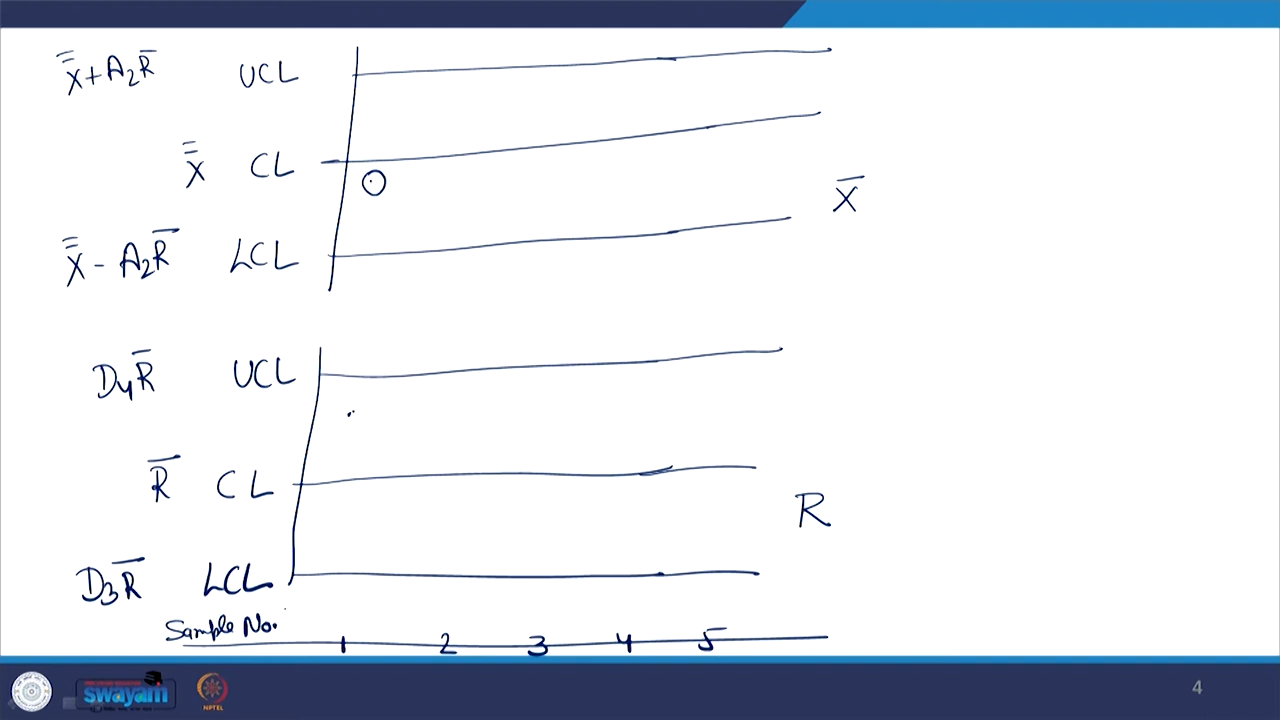 X̿+A₂R̅ UCL
X̿ CL
X̅
X̿ - A₂R̅ LCL
D₄R̅ UCL
R̅ CL
R
D₃R̅ LCL
Sample No. 1 2 3 4 5
swayam NPTEL 4